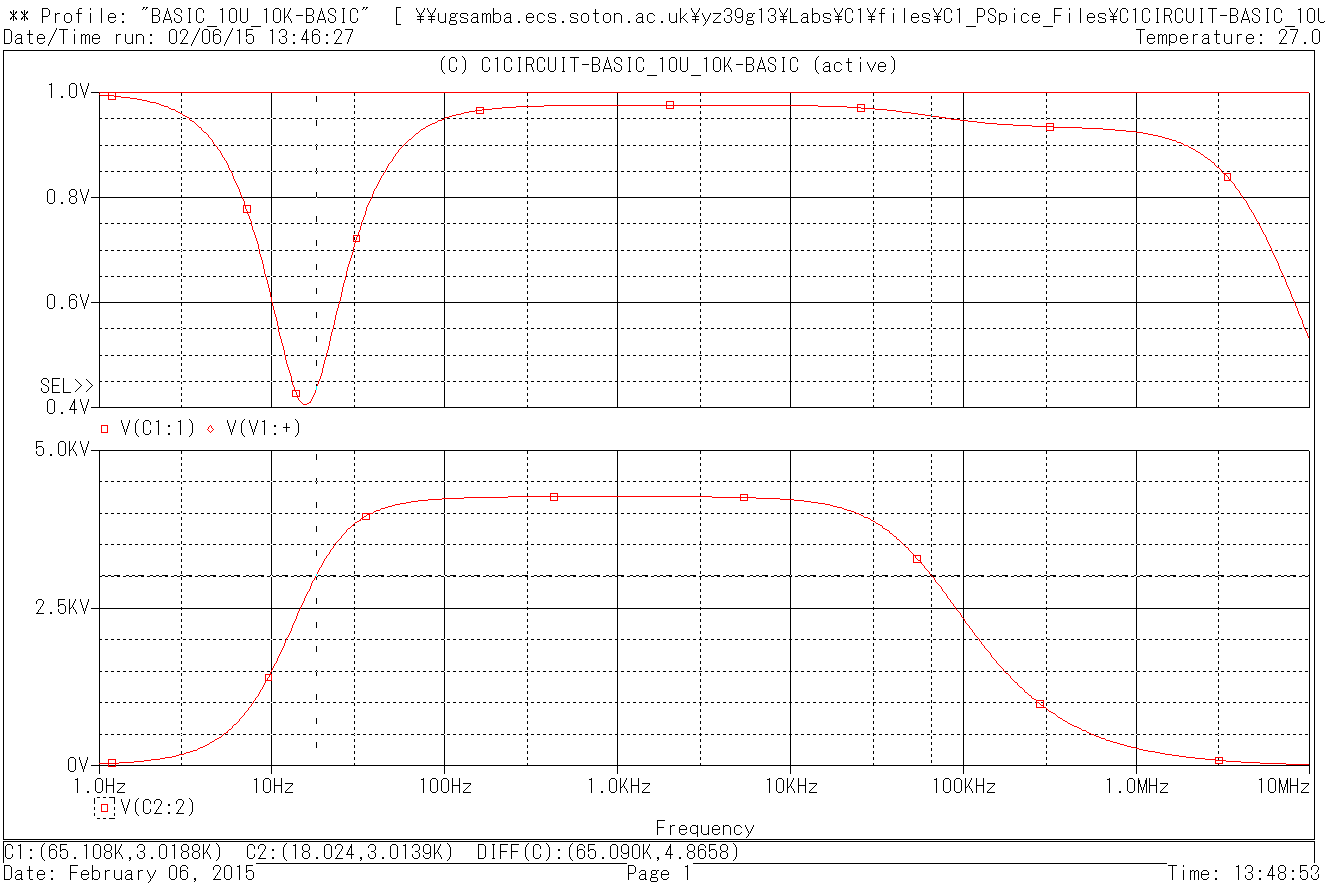 ** Profile: "BASIC_10U_10K-BASIC"  [ ¥¥ugsamba.ecs.soton.ac.uk¥yz39g13¥Labs¥C1¥files¥C1_PSpice_Files¥C1CIRCUIT-BASIC_10U
Date/Time run: 02/06/15 13:46:27 Temperature: 27.0
(C) C1CIRCUIT-BASIC_10U_10K-BASIC (active)
1.0V
0.8V
0.6V
SEL>>
0.4V
V(C1:1) V(V1:+)
5.0KV
2.5KV
0V
1.0Hz 10Hz 100Hz 1.0KHz 10KHz 100KHz 1.0MHz 10MHz
V(C2:2)
Frequency
C1:(65.108K,3.0188K) C2:(18.024,3.0139K) DIFF(C):(65.090K,4.8658)
Date: February 06, 2015 Page 1 Time: 13:48:53